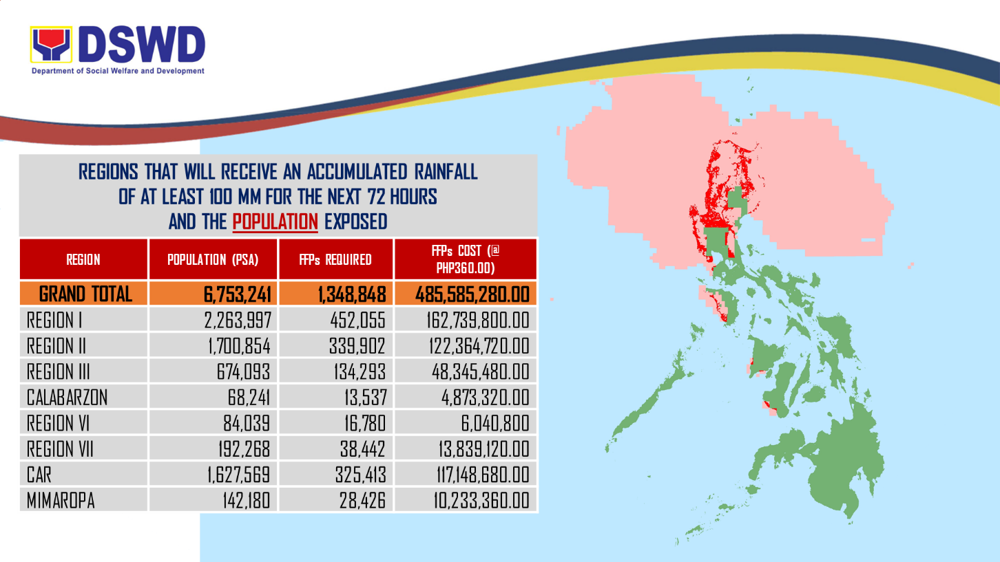 DSWD
Department of Social Welfare and Development
REGIONS THAT WILL RECEIVE AN ACCUMULATED RAINFALL
OF AT LEAST 100 MM FOR THE NEXT 72 HOURS
AND THE POPULATION EXPOSED
REGION POPULATION (PSA) FFPs REQUIRED FFPs COST (@
PHP360.00)
GRAND TOTAL 6,753,241 1,348,848 485,585,280.00
REGION I 2,263,997 452,055 162,739,800.00
REGION II 1,700,854 339,902 122,364,720.00
REGION III 674,093 134,293 48,345,480.00
CALABARZON 68,241 13,537 4,873,320.00
REGION VI 84,039 16,780 6,040,800
REGION VII 192,268 38,442 13,839,120.00
CAR 1,627,569 325,413 117,148,680.00
MIMAROPA 142,180 28,426 10,233,360.00